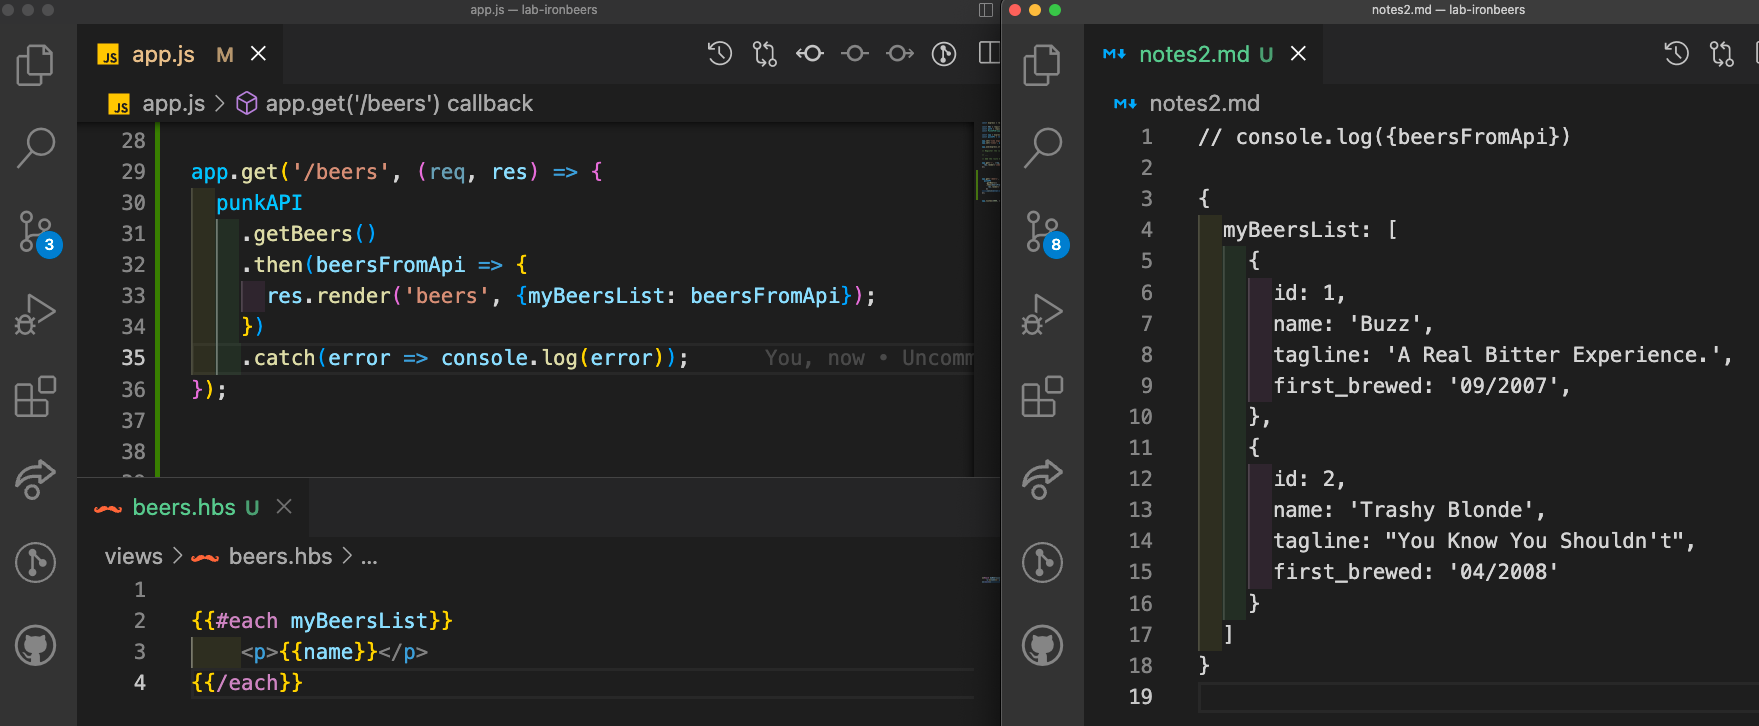 app.js — lab-ironbeers
JS app.js M
JS app.js > app.get('/beers') callback
28
29 app.get('/beers', (req, res) => {
30 punkAPI
31 .getBeers()
32 .then(beersFromApi => {
33 res.render('beers', {myBeersList: beersFromApi});
34 })
35 .catch(error => console.log(error)); You, now • Uncomm
36 });
37
38
3
beers.hbs U
views > beers.hbs > ...
1
2 {{#each myBeersList}}
3 <p>{{name}}</p>
4 {{/each}}
notes2.md — lab-ironbeers
notes2.md U
notes2.md
1 // console.log({beersFromApi})
2
3 {
4 myBeersList: [
5 {
6 id: 1,
7 name: 'Buzz',
8 tagline: 'A Real Bitter Experience.',
9 first_brewed: '09/2007',
10 },
11 {
12 id: 2,
13 name: 'Trashy Blonde',
14 tagline: "You Know You Shouldn't",
15 first_brewed: '04/2008'
16 }
17 ]
18 }
19
8